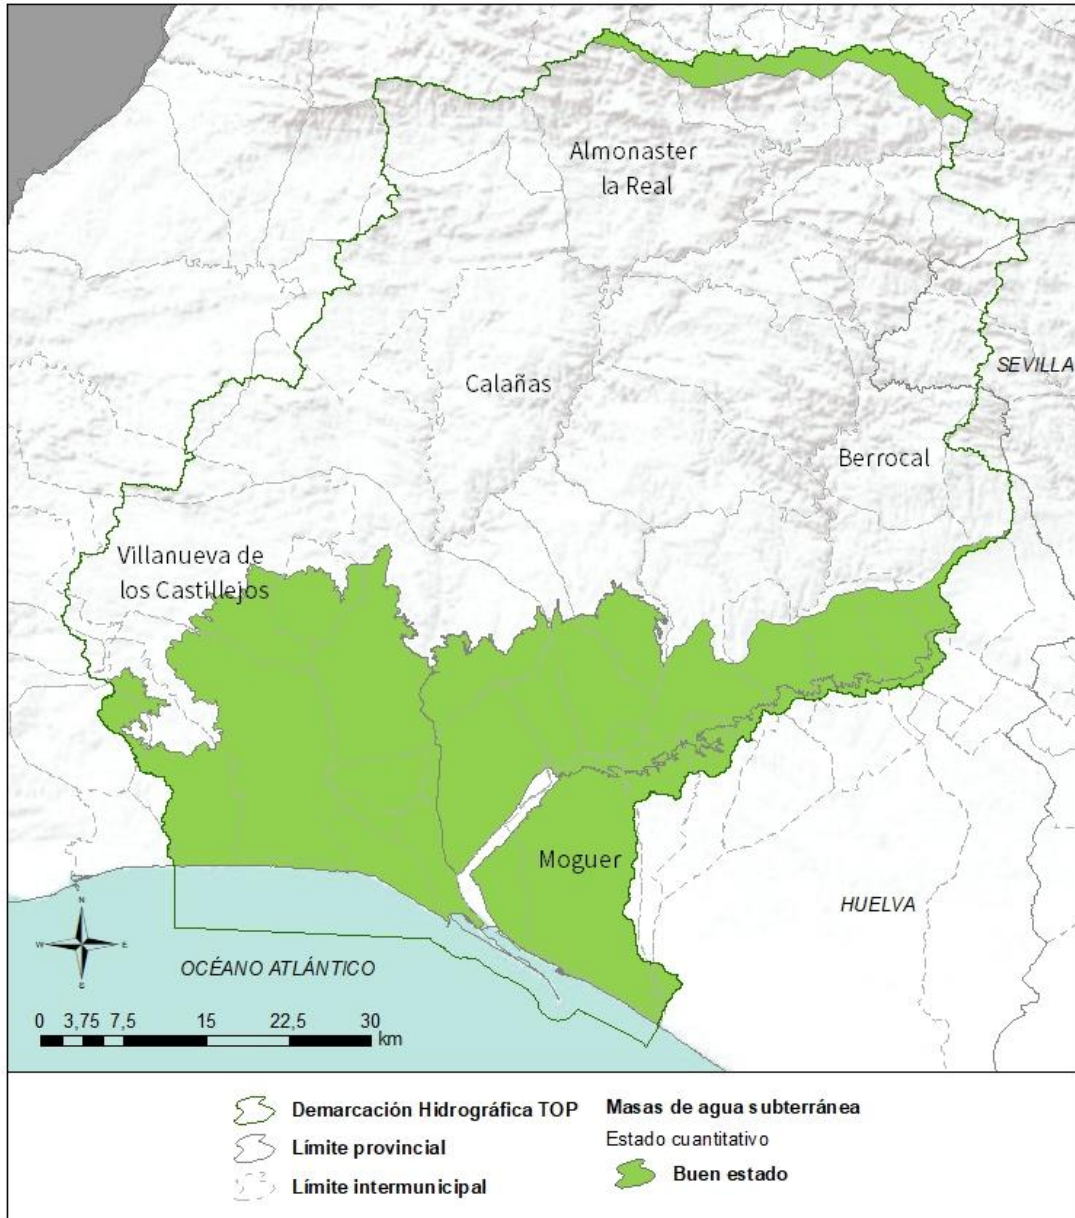 Almonaster
la Real
Calañas
SEVILLA
Berrocal
Villanueva de
los Castillejos
Moguer
HUELVA
N
W E
S
OCÉANO ATLÁNTICO
0 3,75 7,5 15 22,5 30
km
Demarcación Hidrográfica TOP
Límite provincial
Límite intermunicipal
Masas de agua subterránea
Estado cuantitativo
Buen estado